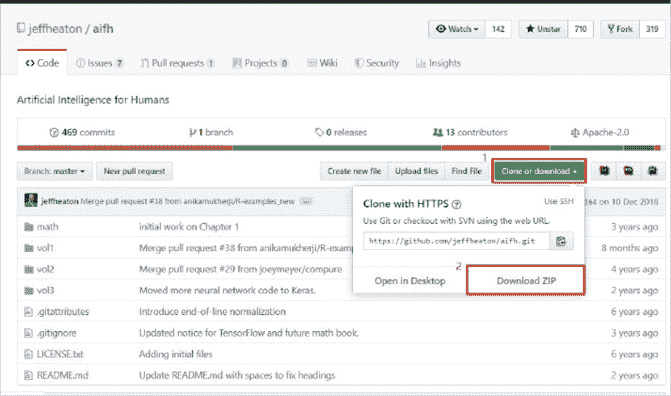 jeffheaton / aifh
Watch 142 Unstar 710 Fork 319
Code Issues 7 Pull requests 1 Projects 0 Wiki Security Insights
Artificial Intelligence for Humans
469 commits 1 branch 0 releases 13 contributors Apache-2.0
1
Branch: master New pull request Create new file Upload files Find File Clone or download
jeffheaton Merge pull request #38 from anikamukherji/R-examples_new on 10 Dec 2018
Clone with HTTPS Use SSH
Use Git or checkout with SVN using the web URL.
https://github.com/jeffheaton/aifh.git
2
Open in Desktop Download ZIP
math initial work on Chapter 1 3 years ago
vol1 Merge pull request #38 from anikamukherji/R-exam 8 months ago
vol2 Merge pull request #29 from joeymeyer/compure 4 years ago
vol3 Moved more neural network code to Keras. 2 years ago
.gitattributes Introduce end-of-line normalization 6 years ago
.gitignore Updated notice for TensorFlow and future math book. 3 years ago
LICENSE.txt Adding initial files 6 years ago
README.md Update README.md with spaces to fix headings 2 years ago